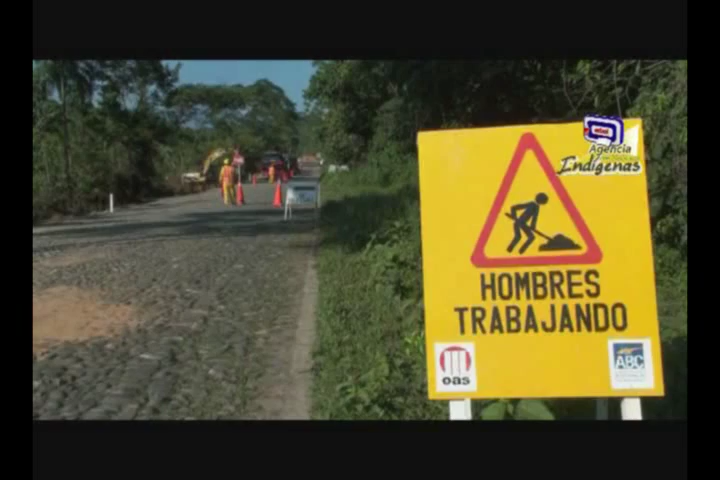 Agencia
Indígenas
HOMBRES
TRABAJANDO
oas
ABC